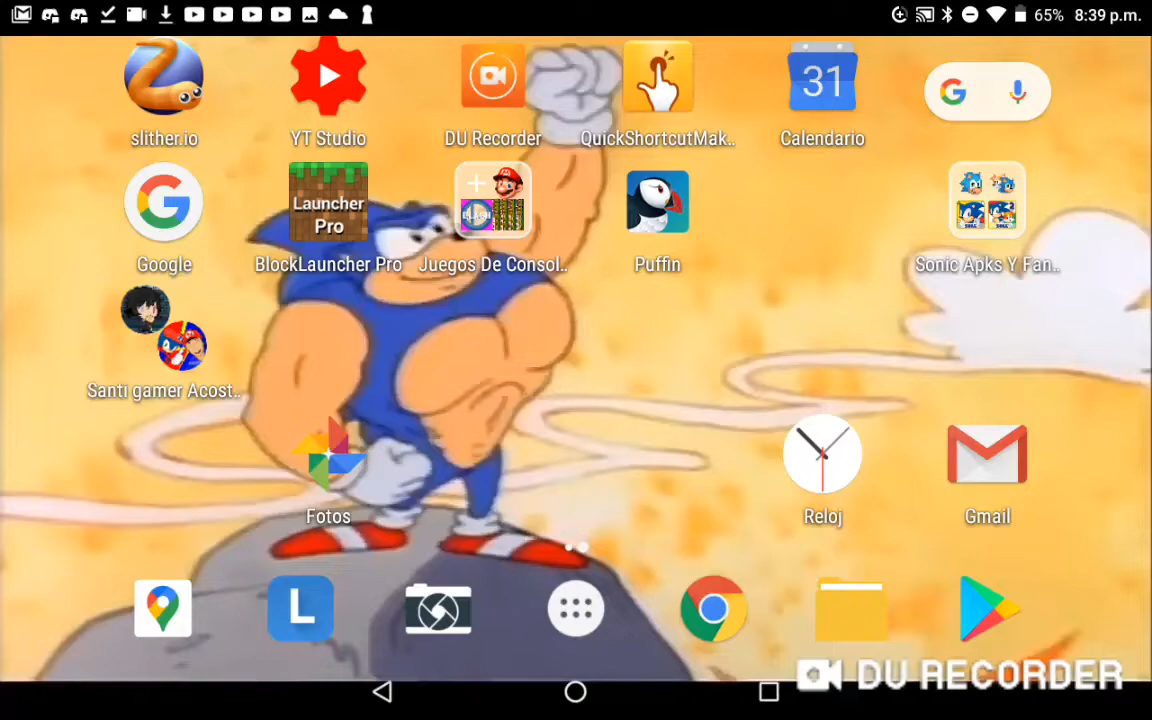 65% 8:39 p.m.
slither.io
YT Studio
DU Recorder
QuickShortcutMak..
31
Calendario
Google
Launcher
Pro
BlockLauncher Pro
Juegos De Consol..
Puffin
Sonic Apks Y Fan..
Santi gamer Acost..
Fotos
Reloj
Gmail
L
DU RECORDER